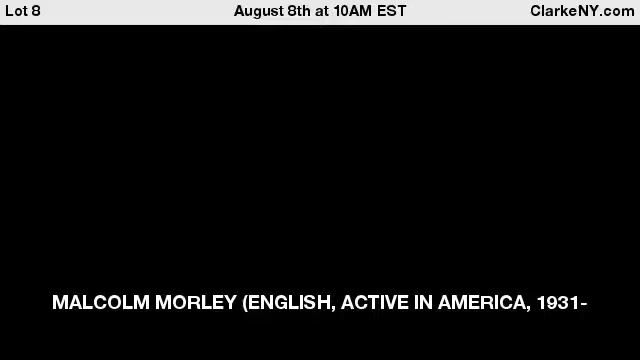 Lot 8 August 8th at 10AM EST ClarkeNY.com
MALCOLM MORLEY (ENGLISH, ACTIVE IN AMERICA, 1931-